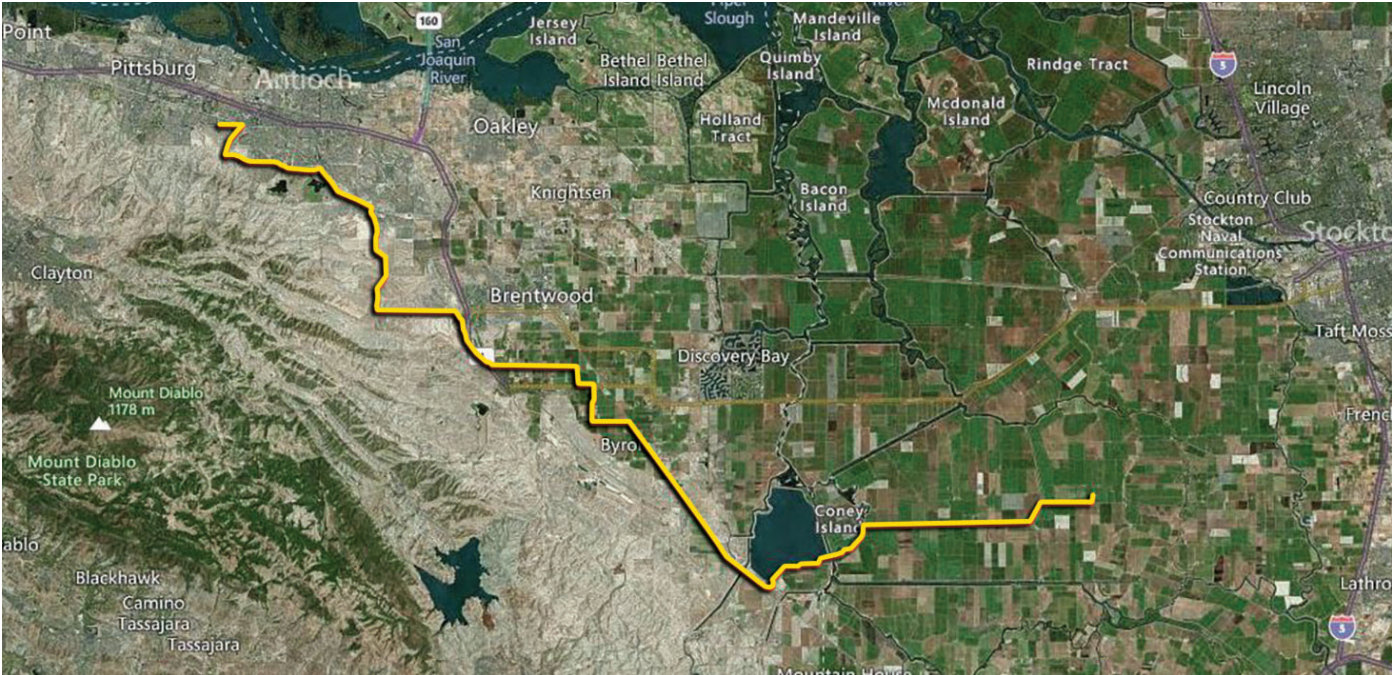 Point
160
Jersey
Island
Piper
Slough
Mandeville
Island
River
Pittsburg
Antioch
San
Joaquin
River
Bethel Bethel
Island Island
Quimby
Island
Rindge Tract
5
Lincoln
Village
Oakley
Holland
Tract
Mcdonald
Island
Knightsen
Bacon
Island
Country Club
Stockton
Naval
Communications
Station
Stockto
Clayton
Brentwood
Discovery Bay
Taft Moss
Mount Diablo
1178 m
Frenc
Byro
Mount Diablo
State Park
Coney
Island
ablo
Blackhawk
Camino
Tassajara
Tassajara
Lathro
5
Mountain House